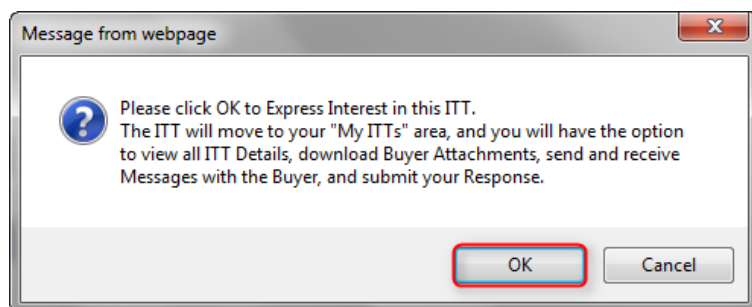 Message from webpage
Please click OK to Express Interest in this ITT.
The ITT will move to your "My ITTs" area, and you will have the option
to view all ITT Details, download Buyer Attachments, send and receive
Messages with the Buyer, and submit your Response.
OK Cancel